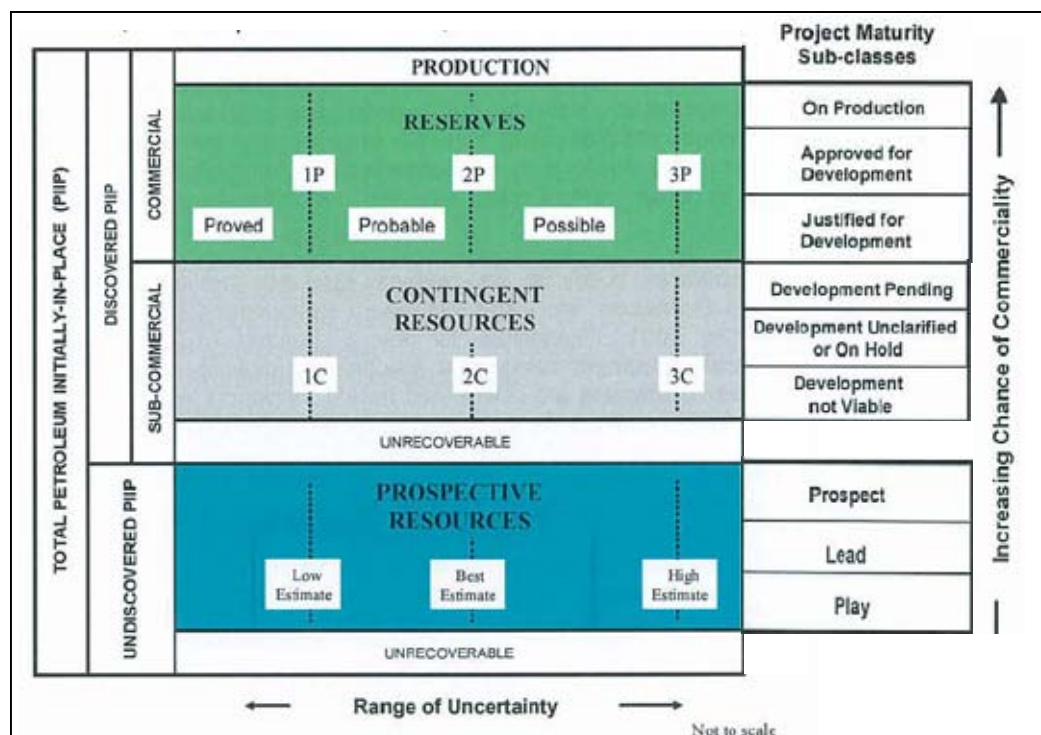 Project Maturity
Sub-classes
PRODUCTION
RESERVES
1P
2P
3P
Proved
Probable
Possible
On Production
Approved for
Development
Justified for
Development
CONTINGENT
RESOURCES
1C
2C
3C
Development Pending
Development Unclarified
or On Hold
Development
not Viable
UNRECOVERABLE
PROSPECTIVE
RESOURCES
Low
Estimate
Best
Estimate
High
Estimate
Prospect
Lead
Play
UNRECOVERABLE
TOTAL PETROLEUM INITIALLY-IN-PLACE (PIIP)
DISCOVERED PIIP
UNDISCOVERED PIIP
COMMERCIAL
SUB-COMMERCIAL
Increasing Chance of Commerciality
Range of Uncertainty
Not to scale